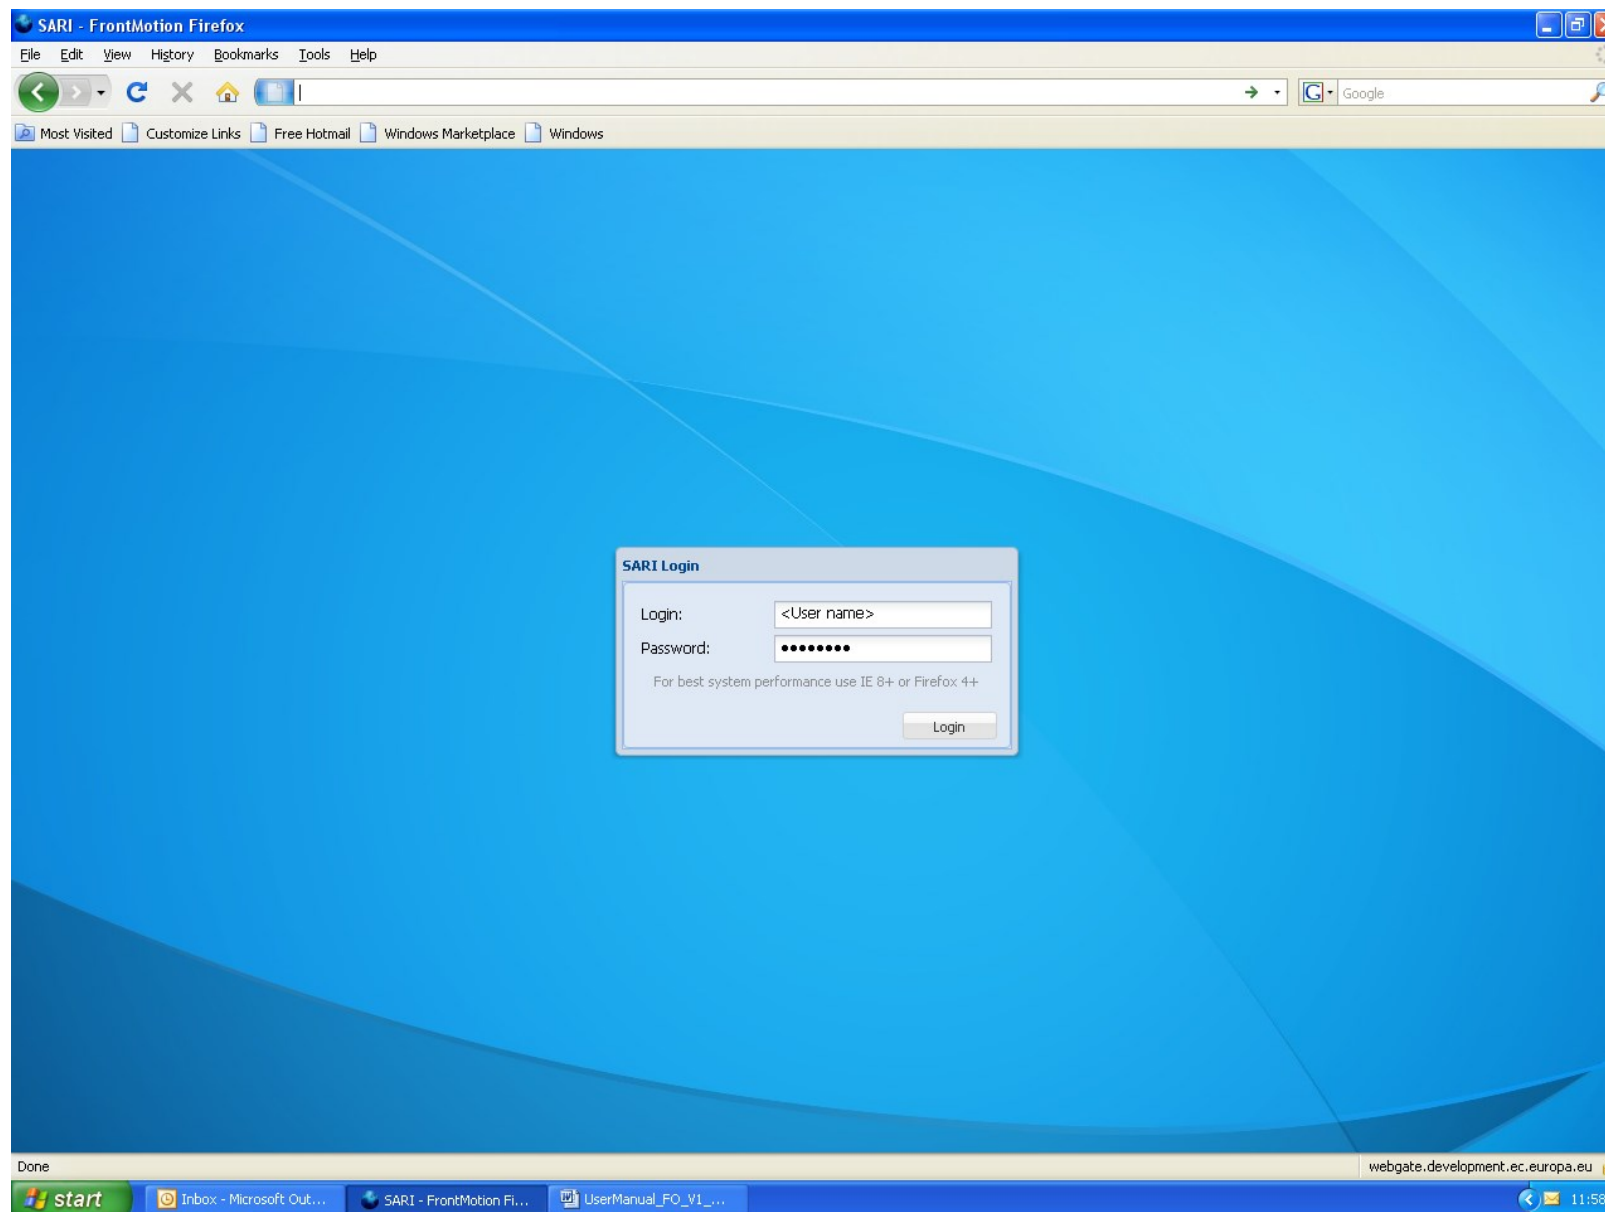 SARI - FrontMotion Firefox
File Edit View History Bookmarks Tools Help
G Google
Most Visited Customize Links Free Hotmail Windows Marketplace Windows
SARI Login
Login: <User name>
Password: ••••••••
For best system performance use IE 8+ or Firefox 4+
Login
Done webgate.development.ec.europa.eu
start Inbox - Microsoft Out... SARI - FrontMotion Fi... UserManual_FO_V1_... 11:58